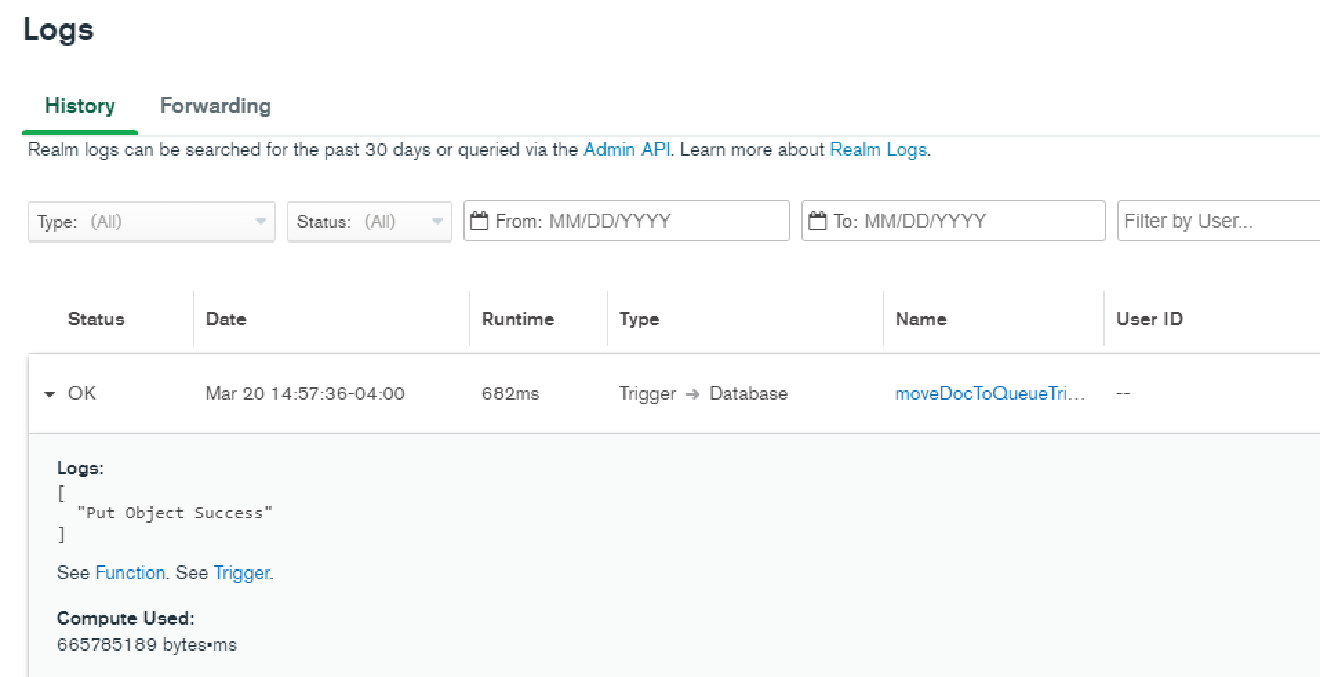 Logs
History Forwarding
Realm logs can be searched for the past 30 days or queried via the Admin API. Learn more about Realm Logs.
Type: (All) Status: (All) From: MM/DD/YYYY To: MM/DD/YYYY Filter by User...
Status Date Runtime Type Name User ID
OK Mar 20 14:57:36-04:00 682ms Trigger → Database moveDocToQueueTri... --
Logs:
[
"Put Object Success"
]
See Function. See Trigger.
Compute Used:
665785189 bytes•ms